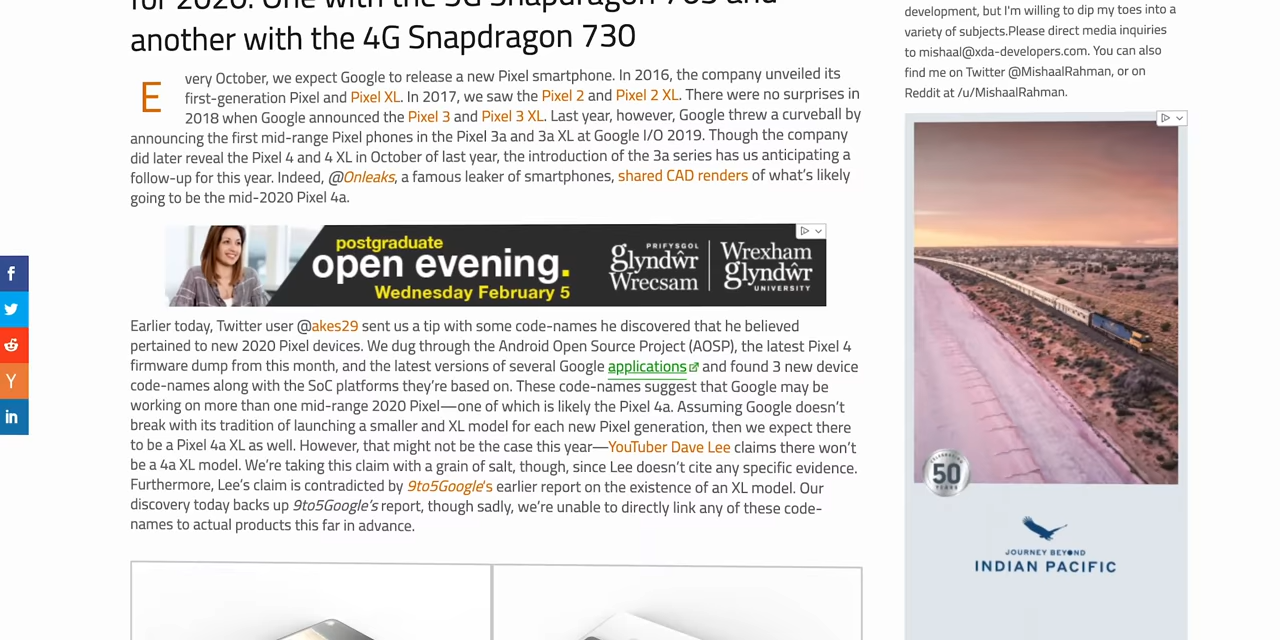 another with the 4G Snapdragon 730
Every October, we expect Google to release a new Pixel smartphone. In 2016, the company unveiled its
first-generation Pixel and Pixel XL. In 2017, we saw the Pixel 2 and Pixel 2 XL. There were no surprises in
2018 when Google announced the Pixel 3 and Pixel 3 XL. Last year, however, Google threw a curveball by
announcing the first mid-range Pixel phones in the Pixel 3a and 3a XL at Google I/O 2019. Though the company
did later reveal the Pixel 4 and 4 XL in October of last year, the introduction of the 3a series has us anticipating a
follow-up for this year. Indeed, @Onleaks, a famous leaker of smartphones, shared CAD renders of what's likely
going to be the mid-2020 Pixel 4a.
postgraduate
open evening.
Wednesday February 5
PRIFYSGOL
glyndŵr
Wrecsam
Wrexham
glyndŵr
UNIVERSITY
Earlier today, Twitter user @akes29 sent us a tip with some code-names he discovered that he believed
pertained to new 2020 Pixel devices. We dug through the Android Open Source Project (AOSP), the latest Pixel 4
firmware dump from this month, and the latest versions of several Google applications and found 3 new device
code-names along with the SoC platforms they're based on. These code-names suggest that Google may be
working on more than one mid-range 2020 Pixel—one of which is likely the Pixel 4a. Assuming Google doesn't
break with its tradition of launching a smaller and XL model for each new Pixel generation, then we expect there
to be a Pixel 4a XL as well. However, that might not be the case this year—YouTuber Dave Lee claims there won't
be a 4a XL model. We're taking this claim with a grain of salt, though, since Lee doesn't cite any specific evidence.
Furthermore, Lee's claim is contradicted by 9to5Google's earlier report on the existence of an XL model. Our
discovery today backs up 9to5Google's report, though sadly, we're unable to directly link any of these code-
names to actual products this far in advance.
development, but I'm willing to dip my toes into a
variety of subjects.Please direct media inquiries
to mishaal@xda-developers.com. You can also
find me on Twitter @MishaalRahman, or on
Reddit at /u/MishaalRahman.
CELEBRATING
50
YEARS
JOURNEY BEYOND
INDIAN PACIFIC